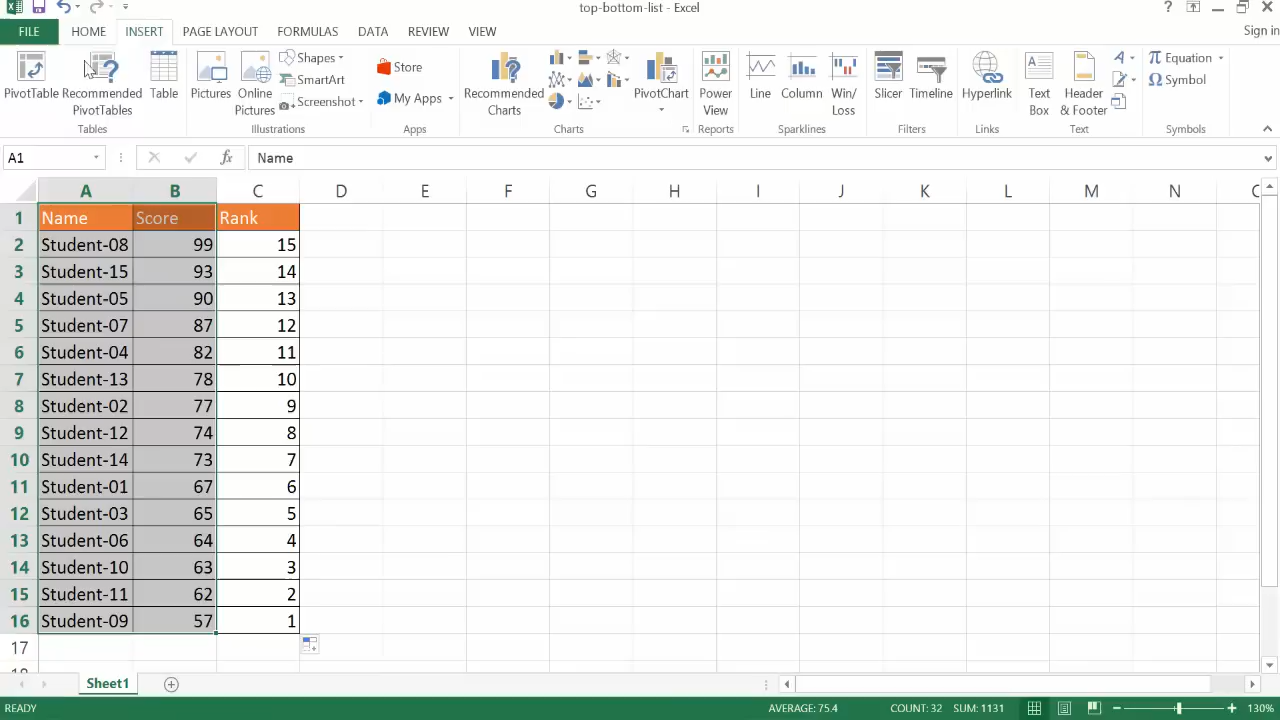 top-bottom-list - Excel
FILE HOME INSERT PAGE LAYOUT FORMULAS DATA REVIEW VIEW Sign in
PivotTable
Recommended
PivotTables
Table
Tables
Pictures
Online
Pictures
Shapes
SmartArt
Screenshot
Illustrations
Store
My Apps
Apps
Recommended
Charts
PivotChart
Charts
Power
View
Reports
Line
Column
Win/
Loss
Sparklines
Slicer
Timeline
Filters
Hyperlink
Links
Text
Box
Header
& Footer
Text
Equation
Symbol
Symbols
A1 fx Name
A B C D E F G H I J K L M N
1 Name Score Rank
2 Student-08 99 15
3 Student-15 93 14
4 Student-05 90 13
5 Student-07 87 12
6 Student-04 82 11
7 Student-13 78 10
8 Student-02 77 9
9 Student-12 74 8
10 Student-14 73 7
11 Student-01 67 6
12 Student-03 65 5
13 Student-06 64 4
14 Student-10 63 3
15 Student-11 62 2
16 Student-09 57 1
17
Sheet1
READY AVERAGE: 75.4 COUNT: 32 SUM: 1131 130%